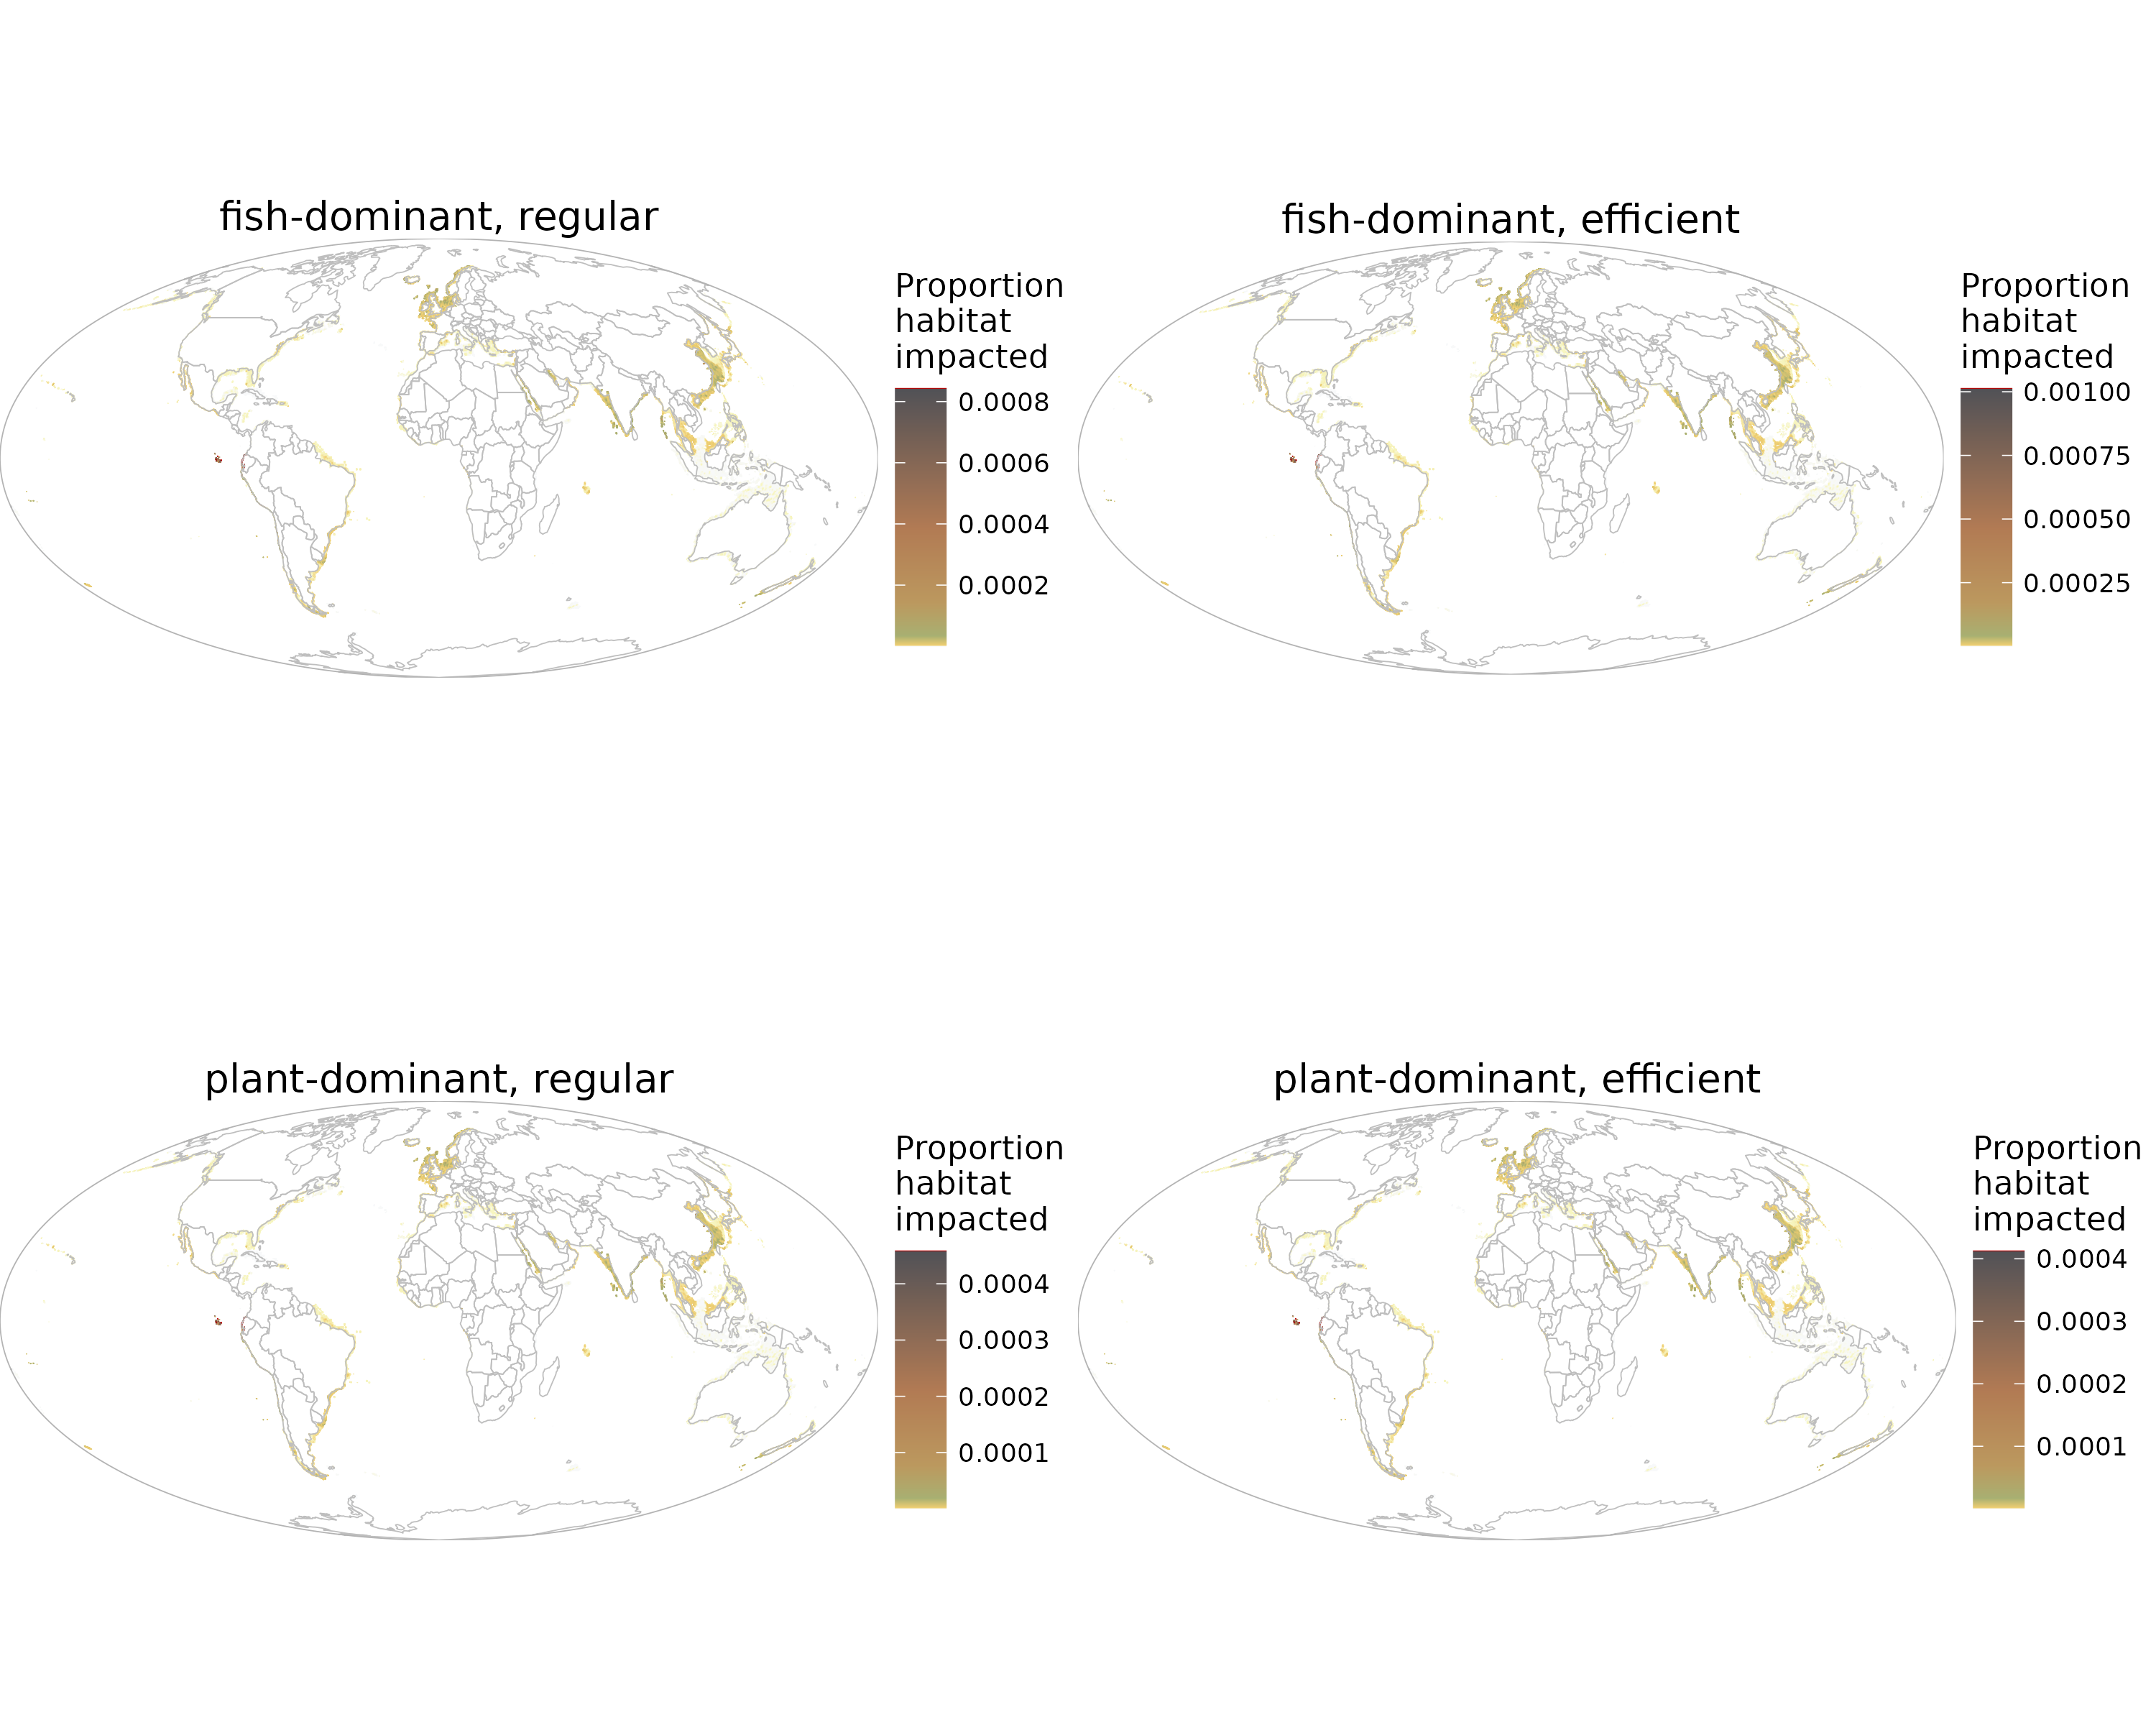 fish-dominant, regular
Proportion
habitat
impacted
0.0008
0.0006
0.0004
0.0002
fish-dominant, efficient
Proportion
habitat
impacted
0.00100
0.00075
0.00050
0.00025
plant-dominant, regular
Proportion
habitat
impacted
0.0004
0.0003
0.0002
0.0001
plant-dominant, efficient
Proportion
habitat
impacted
0.0004
0.0003
0.0002
0.0001